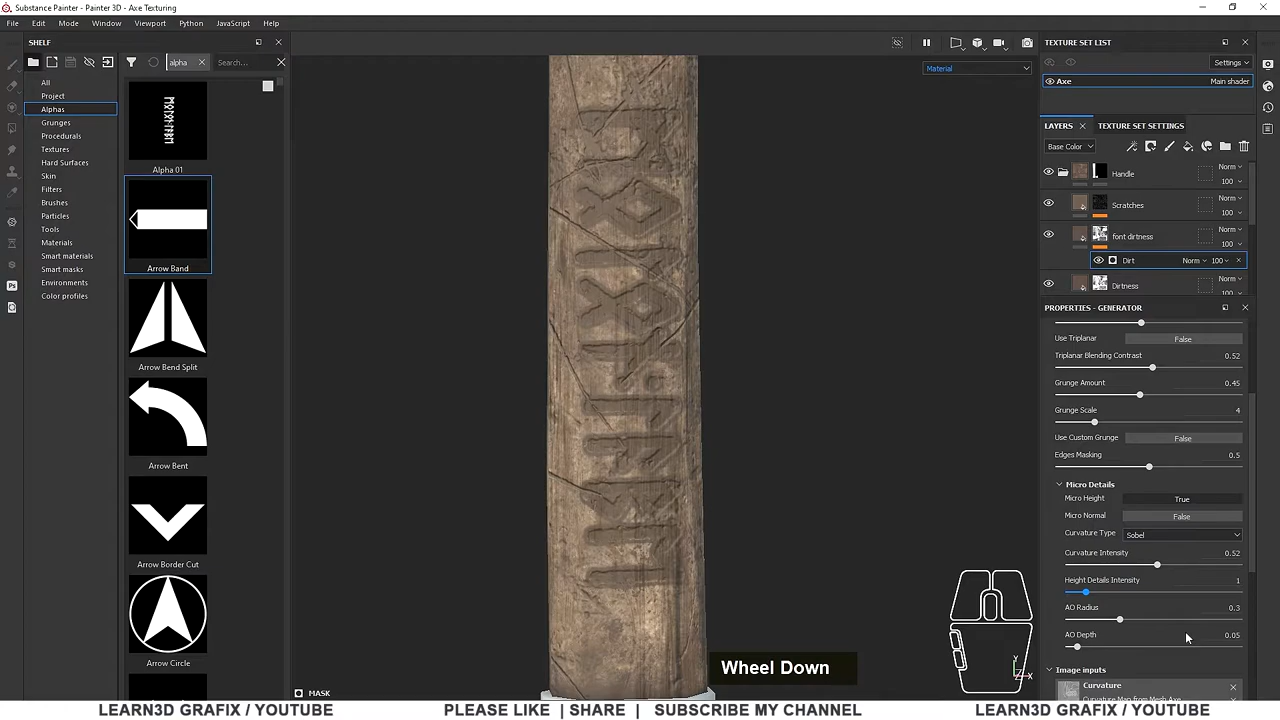 Substance Painter - Painter 3D - Axe Texturing
File Edit Mode Window Viewport Python JavaScript Help
SHELF
alpha
Search...
All
Project
Alphas
Grunges
Procedurals
Textures
Hard Surfaces
Skin
Filters
Brushes
Particles
Tools
Materials
Smart materials
Smart masks
Environments
Color profiles
Alpha 01
Arrow Band
Arrow Bend Split
Arrow Bent
Arrow Border Cut
Arrow Circle
Material
MASK
Wheel Down
Y
X
TEXTURE SET LIST
Settings
Axe Main shader
LAYERS TEXTURE SET SETTINGS
Base Color
Handle Norm 100
Scratches Norm 100
font dirtness Norm 100
Dirt Norm 100
Dirtness Norm 100
PROPERTIES - GENERATOR
Use Triplanar False
Triplanar Blending Contrast 0.52
Grunge Amount 0.45
Grunge Scale 4
Use Custom Grunge False
Edges Masking 0.5
Micro Details
Micro Height True
Micro Normal False
Curvature Type Sobel
Curvature Intensity 0.52
Height Details Intensity 1
AO Radius 0.3
AO Depth 0.05
Image inputs
Curvature
Curvature Map from Mesh Axe
LEARN3D GRAFIX / YOUTUBE PLEASE LIKE | SHARE | SUBSCRIBE MY CHANNEL LEARN3D GRAFIX / YOUTUBE